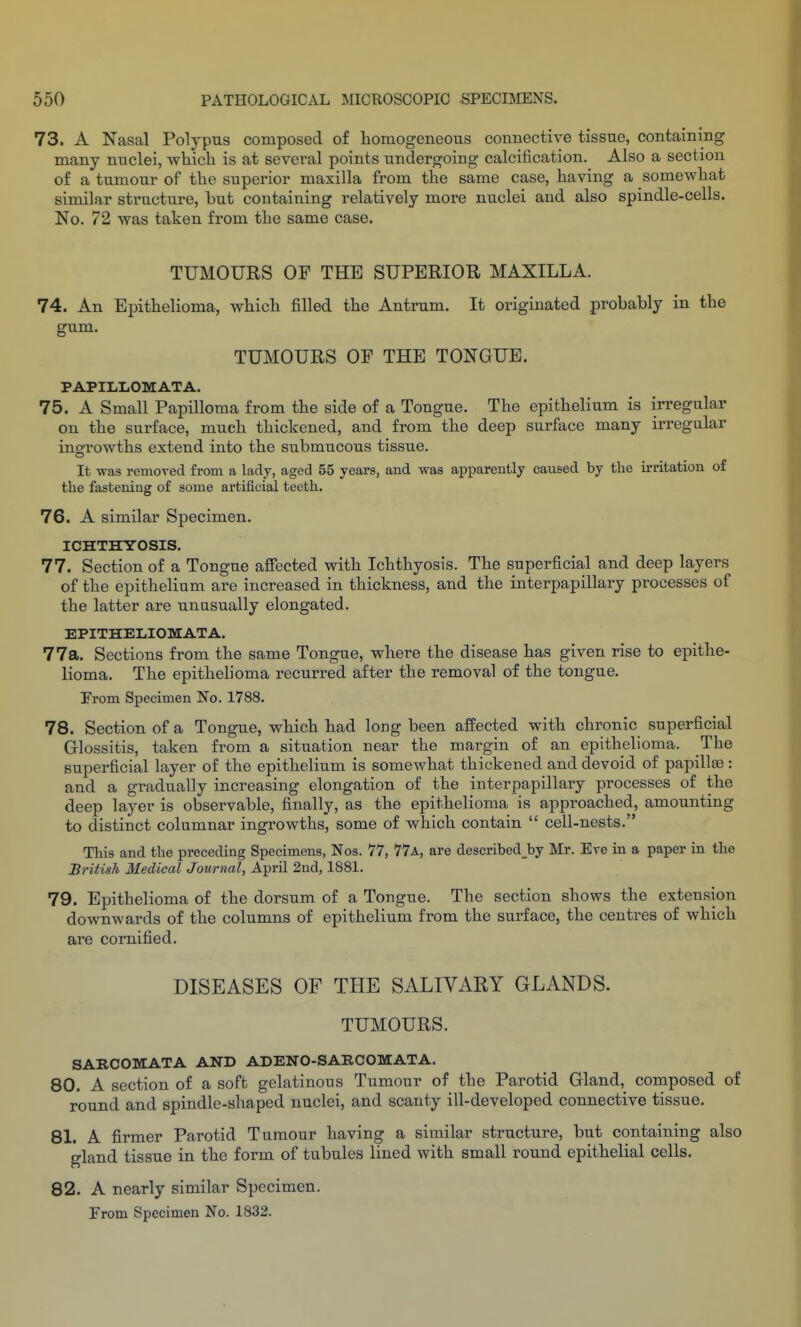 550 PATHOLOGICAL MICROSCOPIC SPECIMENS.
73. A Nasal Polypus composed of homogeneous connective tissue, containing
many nuclei, which is at several points undergoing calcification. Also a section
of a tumour of the superior maxilla from the same case, having a somewhat
similar structure, but containing relatively more nuclei and also spindle-cells.
No. 72 was taken from the same case.
TUMOURS OF THE SUPERIOR MAXILLA.
74. An Epithelioma, which filled the Antrum. It originated probably in the
gum.
TUMOURS OF THE TONGUE.
PAPILLOMATA.
75. A Small Papilloma from the side of a Tongue. The epithelium is irregular
on the surface, much thickened, and from the deep surface many irregular
ingrowths extend into the submucous tissue.
It was removed from a lady, aged 55 years, and was apparently caused by the irritation of
the fastening of some artificial teeth.
76. A similar Specimen.
ICHTHYOSIS.
77. Section of a Tongue affected with Ichthyosis. The superficial and deep layers
of the epithelium are increased in thickness, and the interpapillary processes of
the latter are unusually elongated.
EPITHELIOMATA.
77a. Sections from the same Tongue, where the disease has given rise to epithe-
lioma. The epithelioma recurred after the removal of the tongue.
From Specimen No. 1788.
78. Section of a Tongue, which had long been affected with chronic superficial
Glossitis, taken from a situation near the margin of an epithelioma. The
superficial layer of the epithelium is somewhat thickened and devoid of papillæ :
and a gradually increasing elongation of the interpapillary processes of the
deep layer is observable, finally, as the epithelioma is approached, amounting
to distinct columnar ingrowths, some of which contain “ cell-nests.”
This and the preceding Specimens, Nos. 77, 77A, are described by Mr. Eve in a paper in the
British Medical Journal, April 2nd, 1881.
79. Epithelioma of the dorsum of a Tongue. The section shows the extension
downwards of the columns of epithelium from the surface, the centres of which
are cornified.
DISEASES OF THE SALIVARY GLANDS.
TUMOURS.
SARCOMATA AND ADENO-SARCOMATA.
80. A section of a soft gelatinous Tumour of the Parotid Gland, composed of
round and spindle-shaped nuclei, and scanty ill-developed connective tissue.
81. A firmer Parotid Tumour having a similar structure, but containing also
gland tissue in the form of tubules lined with small round epithelial cells.
82. A nearly similar Specimen.
From Specimen No. 1832.